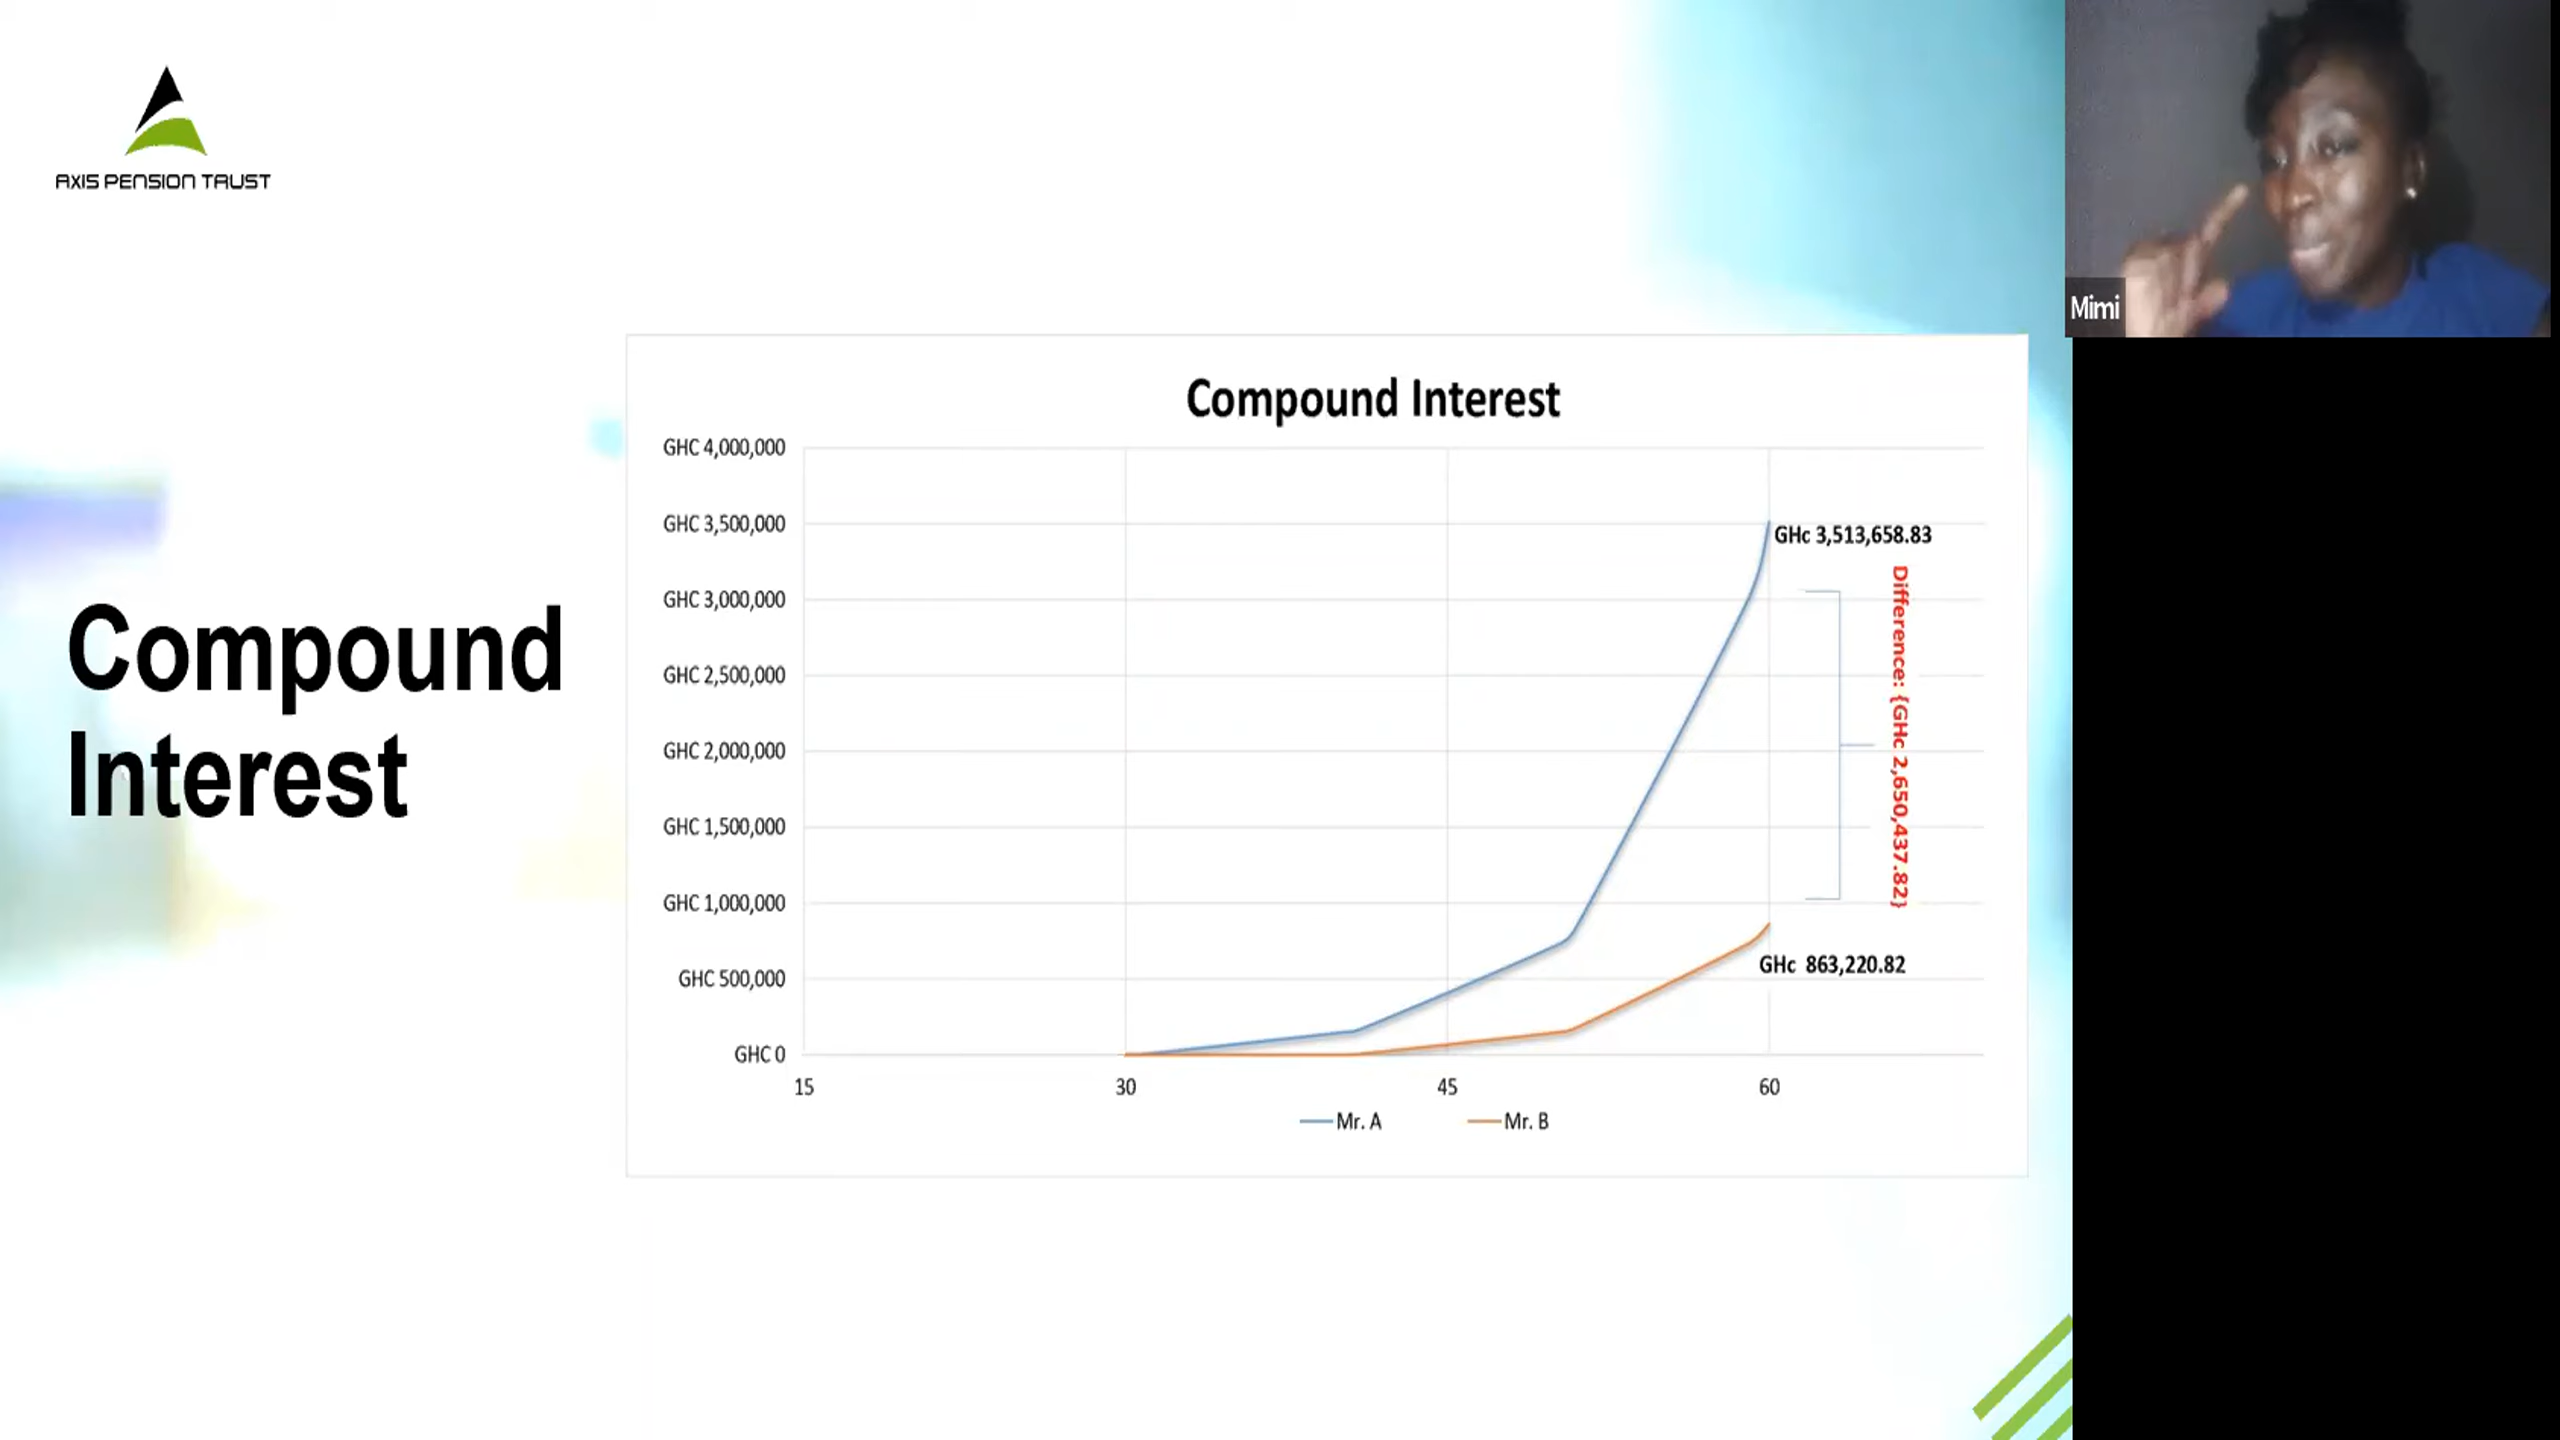 AXIS PENSION TRUST
Mimi
Compound
Interest
Compound Interest
GHC 4,000,000
GHC 3,500,000
GHC 3,000,000
GHC 2,500,000
GHC 2,000,000
GHC 1,500,000
GHC 1,000,000
GHC 500,000
GHC 0
15 30 45 60
GHc 3,513,658.83
Difference: {GHc 2,650,437.82}
GHc 863,220.82
Mr. A Mr. B